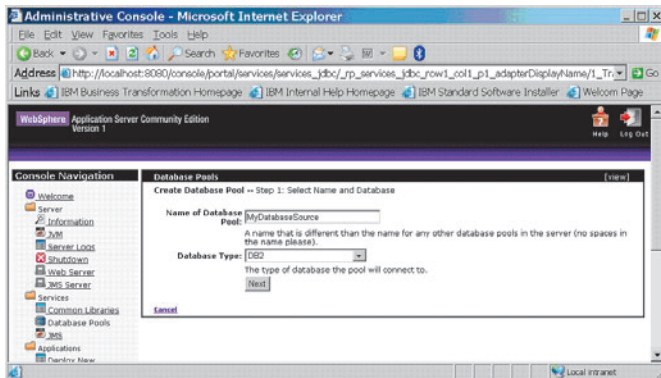 Administrative Console - Microsoft Internet Explorer
File Edit View Favorites Tools Help
Back Search Favorites
Address http://localhost:8080/console/portal/services/services_jdbc/_rp_services_jdbc_row1_col1_p1_adapterDisplayName/1_Tr. Go
Links IBM Business Transformation Homepage IBM Internal Help Homepage IBM Standard Software Installer Welcom Page
WebSphere Application Server Community Edition
Version 1
Help Log Out
Console Navigation
Welcome
Server
Information
JVM
Server Logs
Shutdown
Web Server
JMS Server
Services
Common Libraries
Database Pools
JMS
Applications
Deploy New
Database Pools [view]
Create Database Pool -- Step 1: Select Name and Database
Name of Database Pool: MyDatabaseSource
A name that is different than the name for any other database pools in the server (no spaces in
the name please).
Database Type: DB2
The type of database the pool will connect to.
Next
Cancel
Local intranet